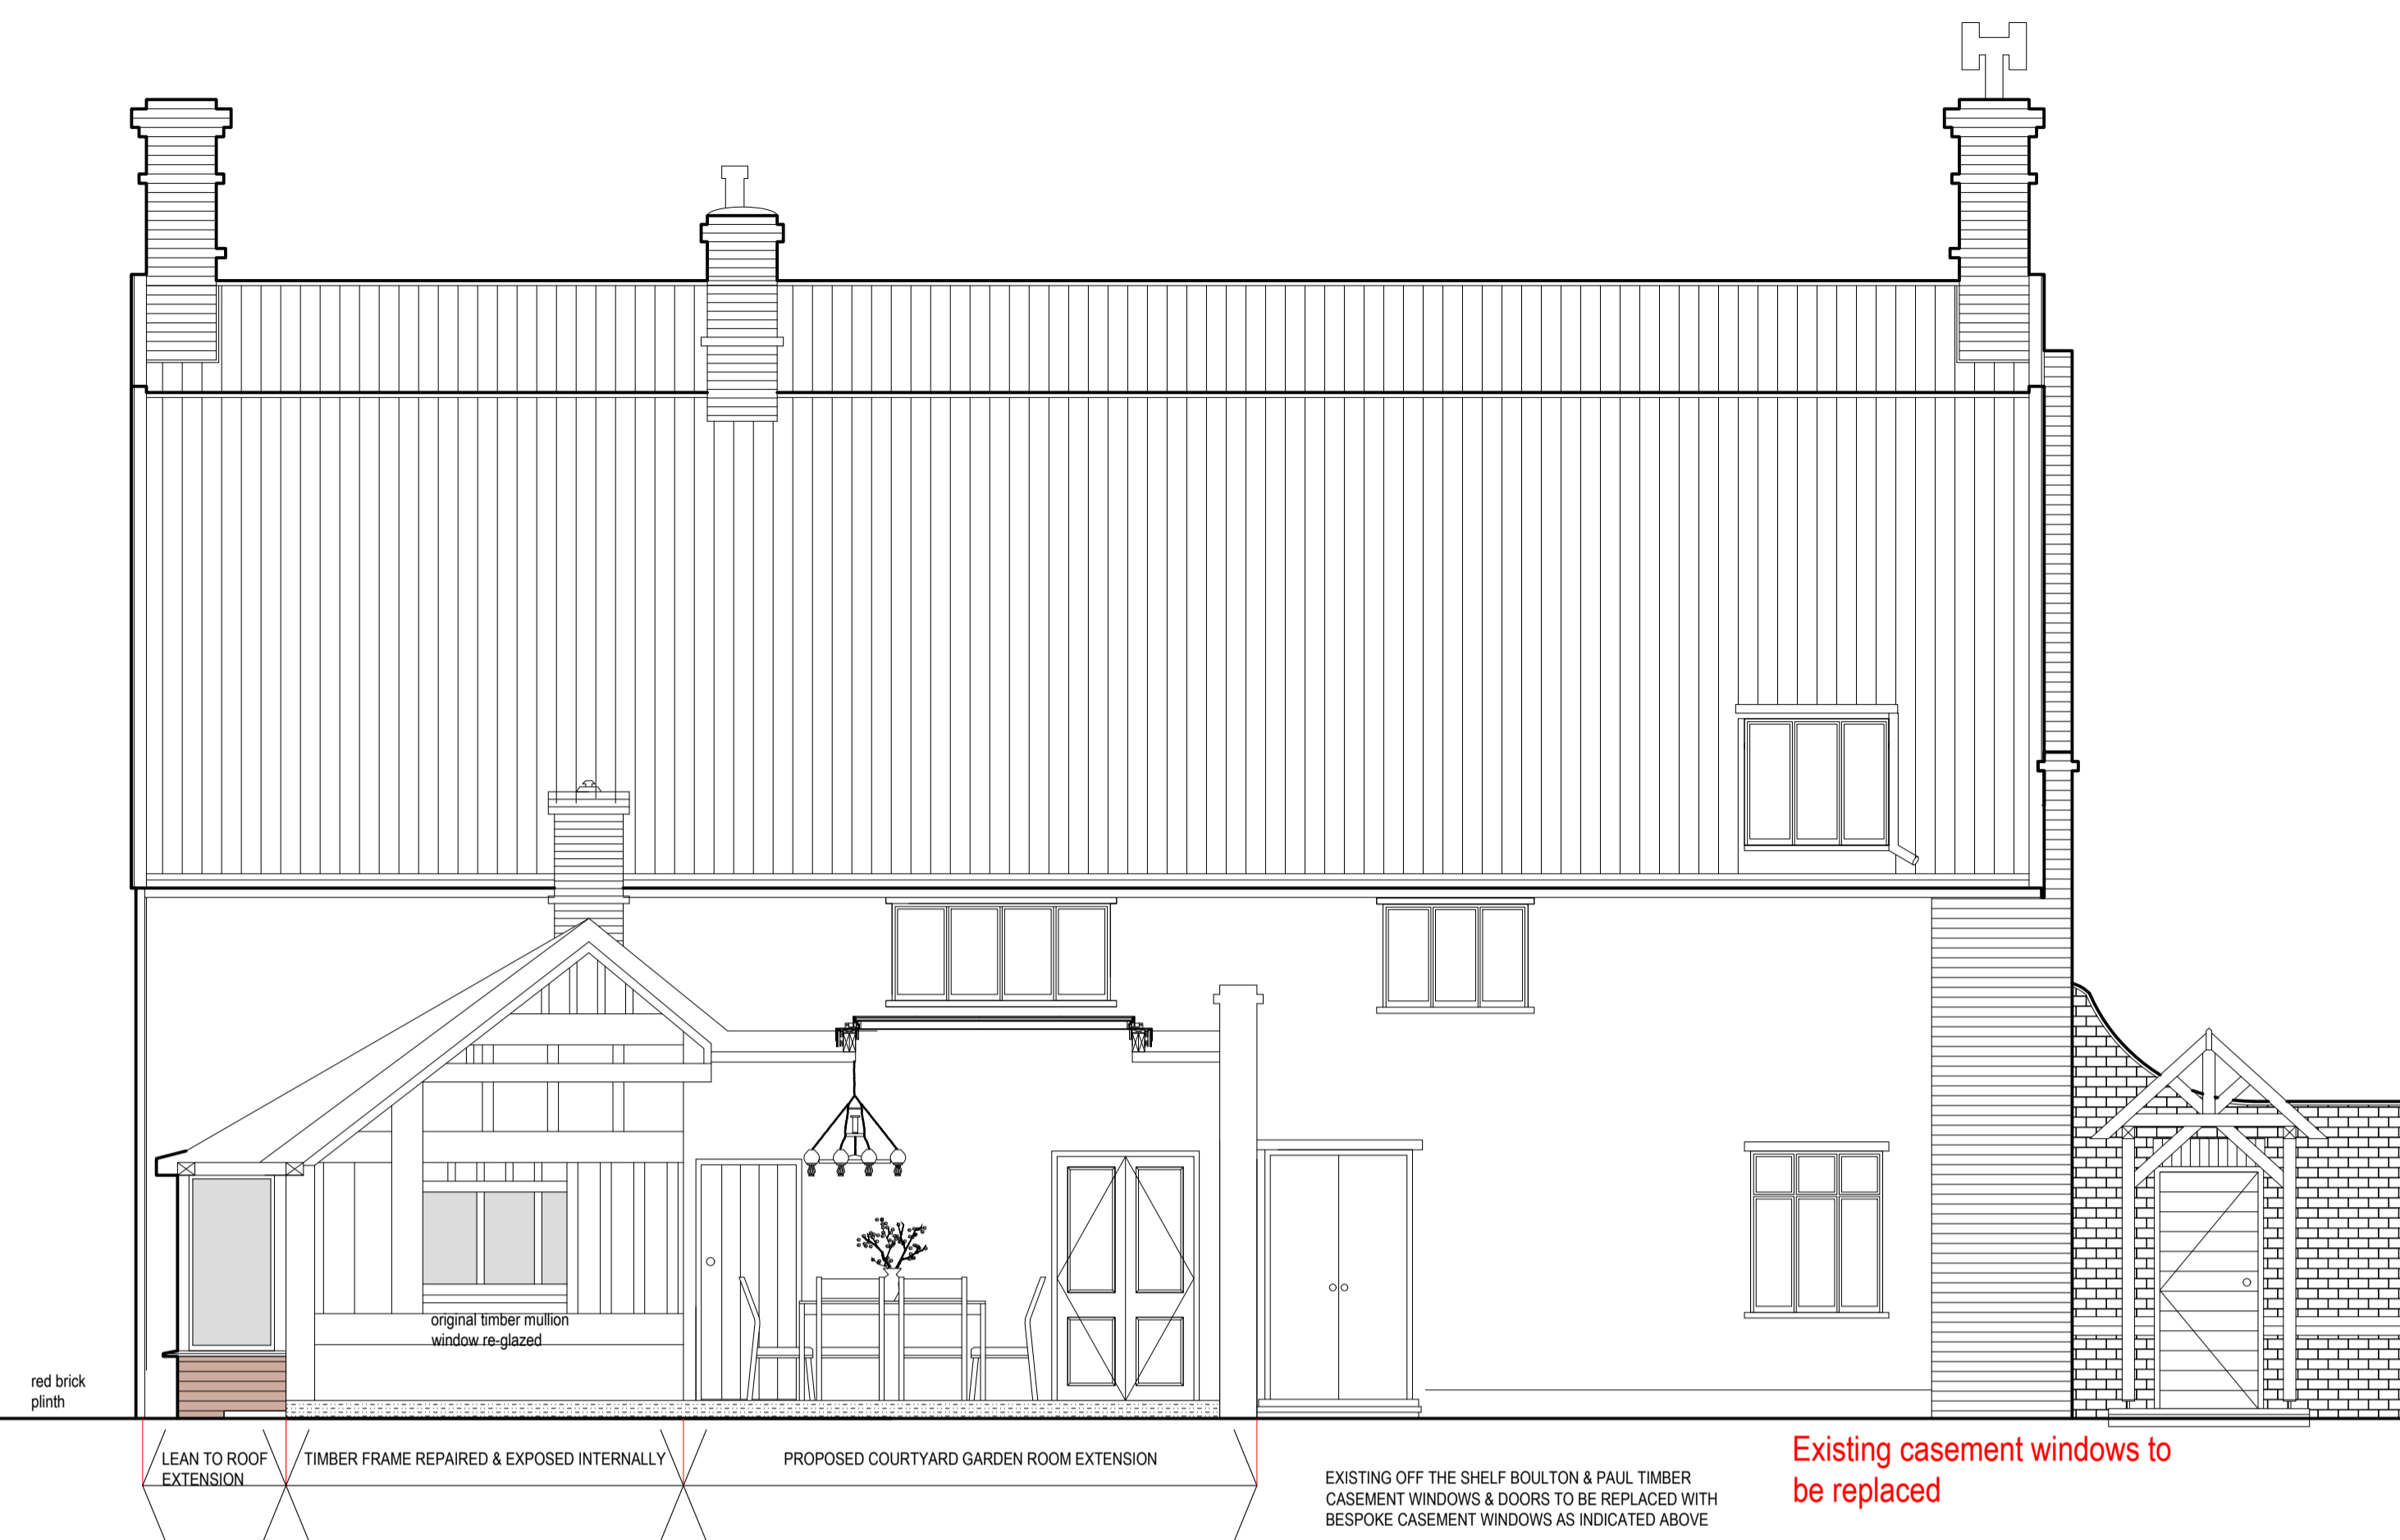 original timber mullion
window re-glazed
red brick
plinth
LEAN TO ROOF
EXTENSION
TIMBER FRAME REPAIRED & EXPOSED INTERNALLY
PROPOSED COURTYARD GARDEN ROOM EXTENSION
EXISTING OFF THE SHELF BOULTON & PAUL TIMBER
CASEMENT WINDOWS & DOORS TO BE REPLACED WITH
BESPOKE CASEMENT WINDOWS AS INDICATED ABOVE
Existing casement windows to
be replaced